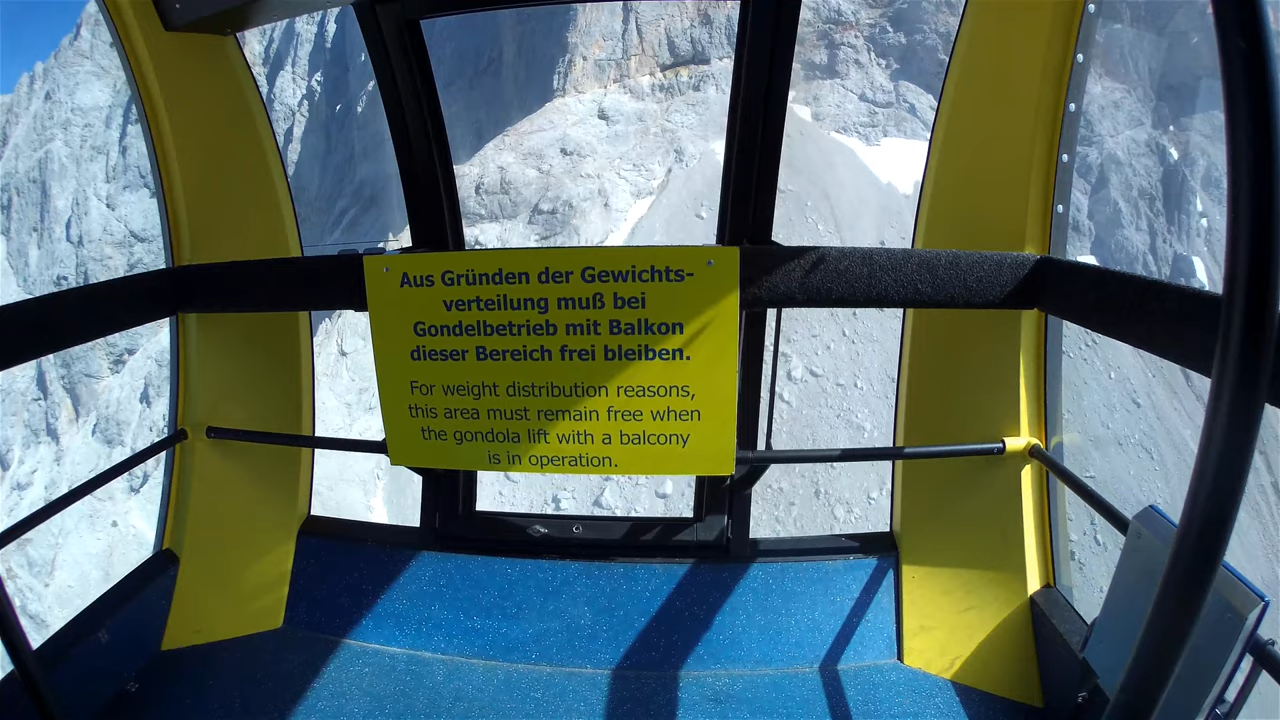 Aus Gründen der Gewichts-
verteilung muß bei
Gondelbetrieb mit Balkon
dieser Bereich frei bleiben.
For weight distribution reasons,
this area must remain free when
the gondola lift with a balcony
is in operation.